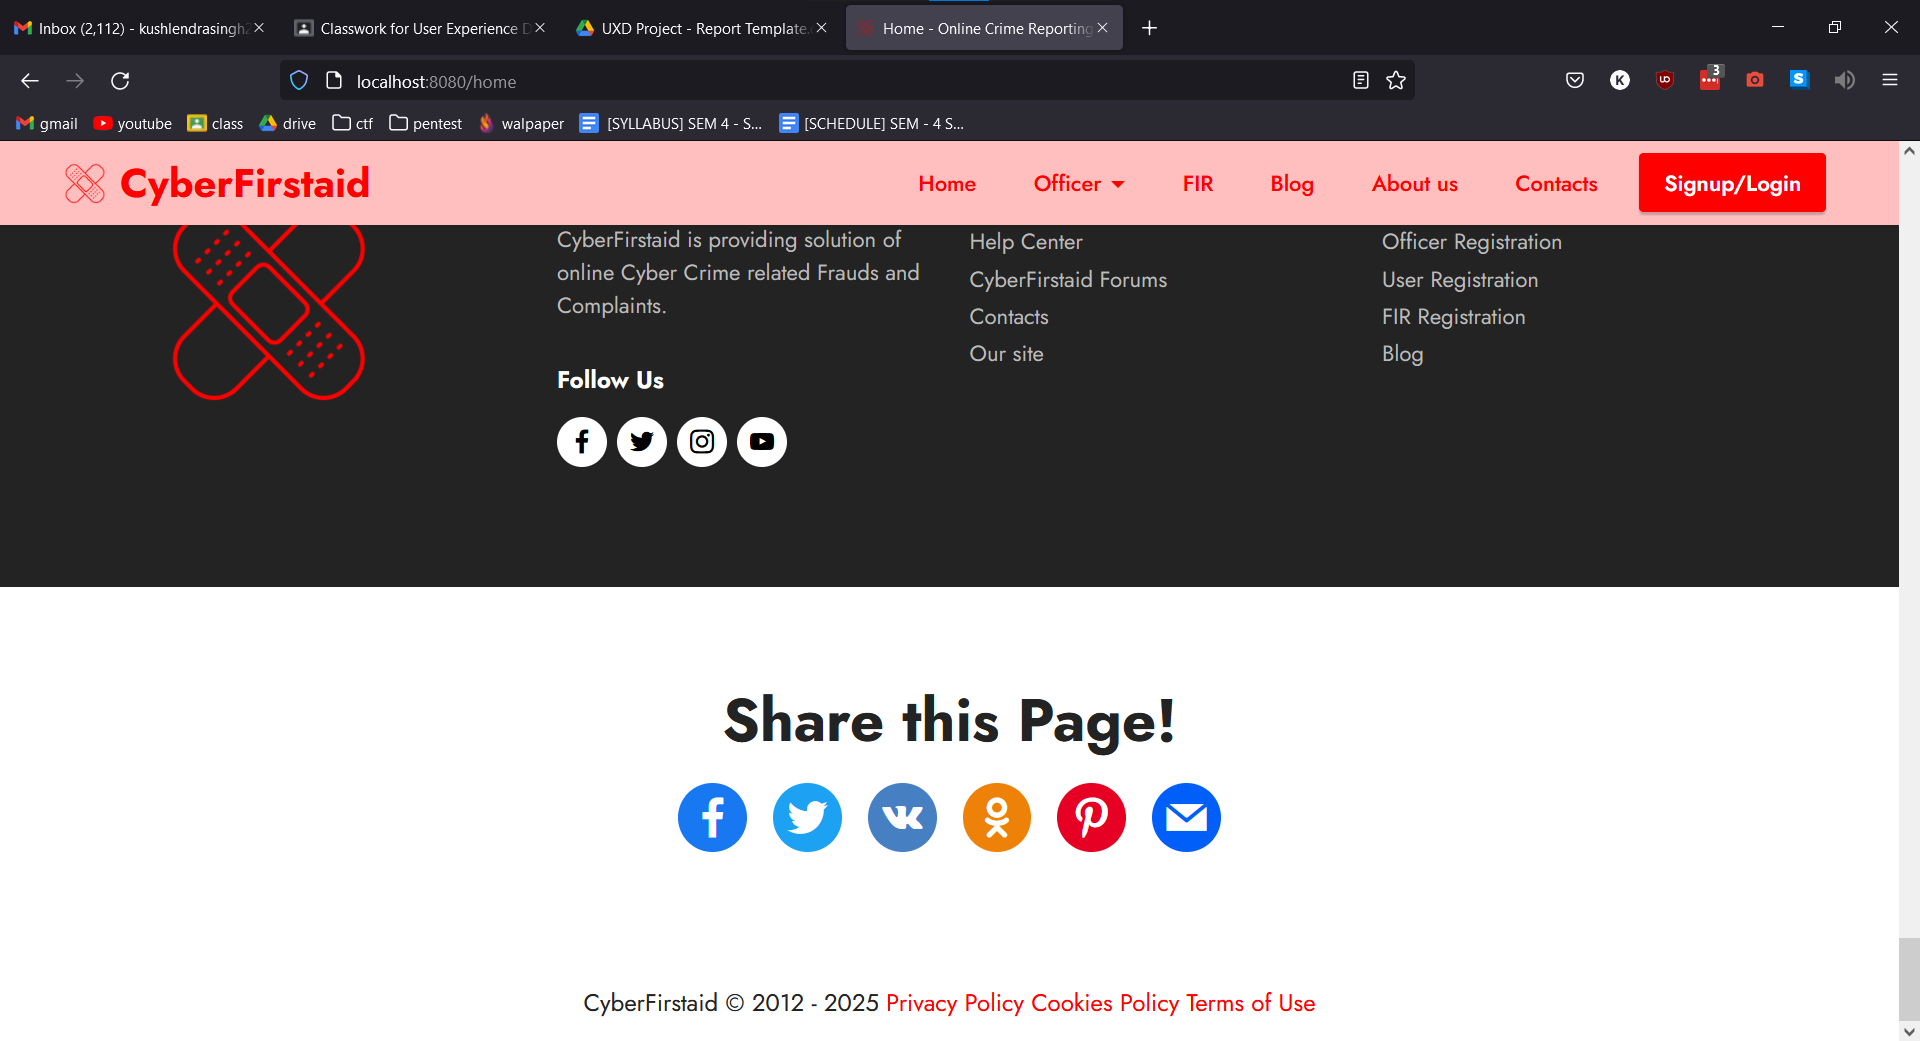 Inbox (2,112) - kushlendrasingh2
Classwork for User Experience D
UXD Project - Report Template.
Home - Online Crime Reporting
localhost:8080/home
3
gmail
youtube
class
drive
ctf
pentest
walpaper
[SYLLABUS] SEM 4 - S...
[SCHEDULE] SEM - 4 S...
CyberFirstaid
Home
Officer
FIR
Blog
About us
Contacts
Signup/Login
CyberFirstaid is providing solution of
online Cyber Crime related Frauds and
Complaints.
Follow Us
Help Center
CyberFirstaid Forums
Contacts
Our site
Officer Registration
User Registration
FIR Registration
Blog
Share this Page!
CyberFirstaid © 2012 - 2025 Privacy Policy Cookies Policy Terms of Use